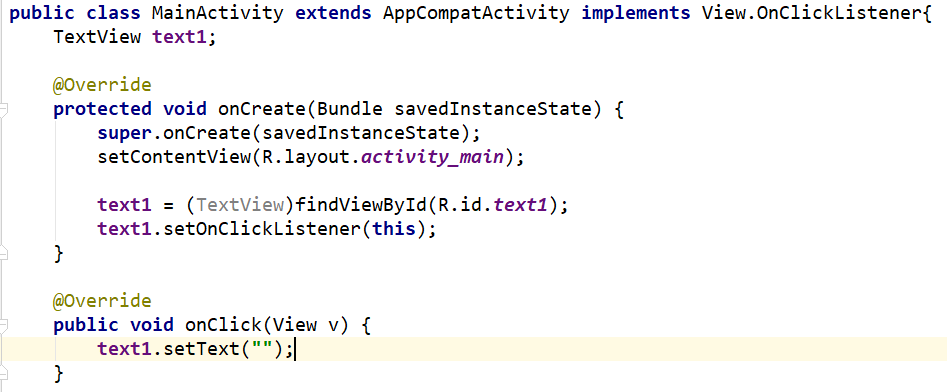 public class MainActivity extends AppCompatActivity implements View.OnClickListener{
    TextView text1;

    @Override
    protected void onCreate(Bundle savedInstanceState) {
        super.onCreate(savedInstanceState);
        setContentView(R.layout.activity_main);

        text1 = (TextView)findViewById(R.id.text1);
        text1.setOnClickListener(this);
    }

    @Override
    public void onClick(View v) {
        text1.setText("");
    }